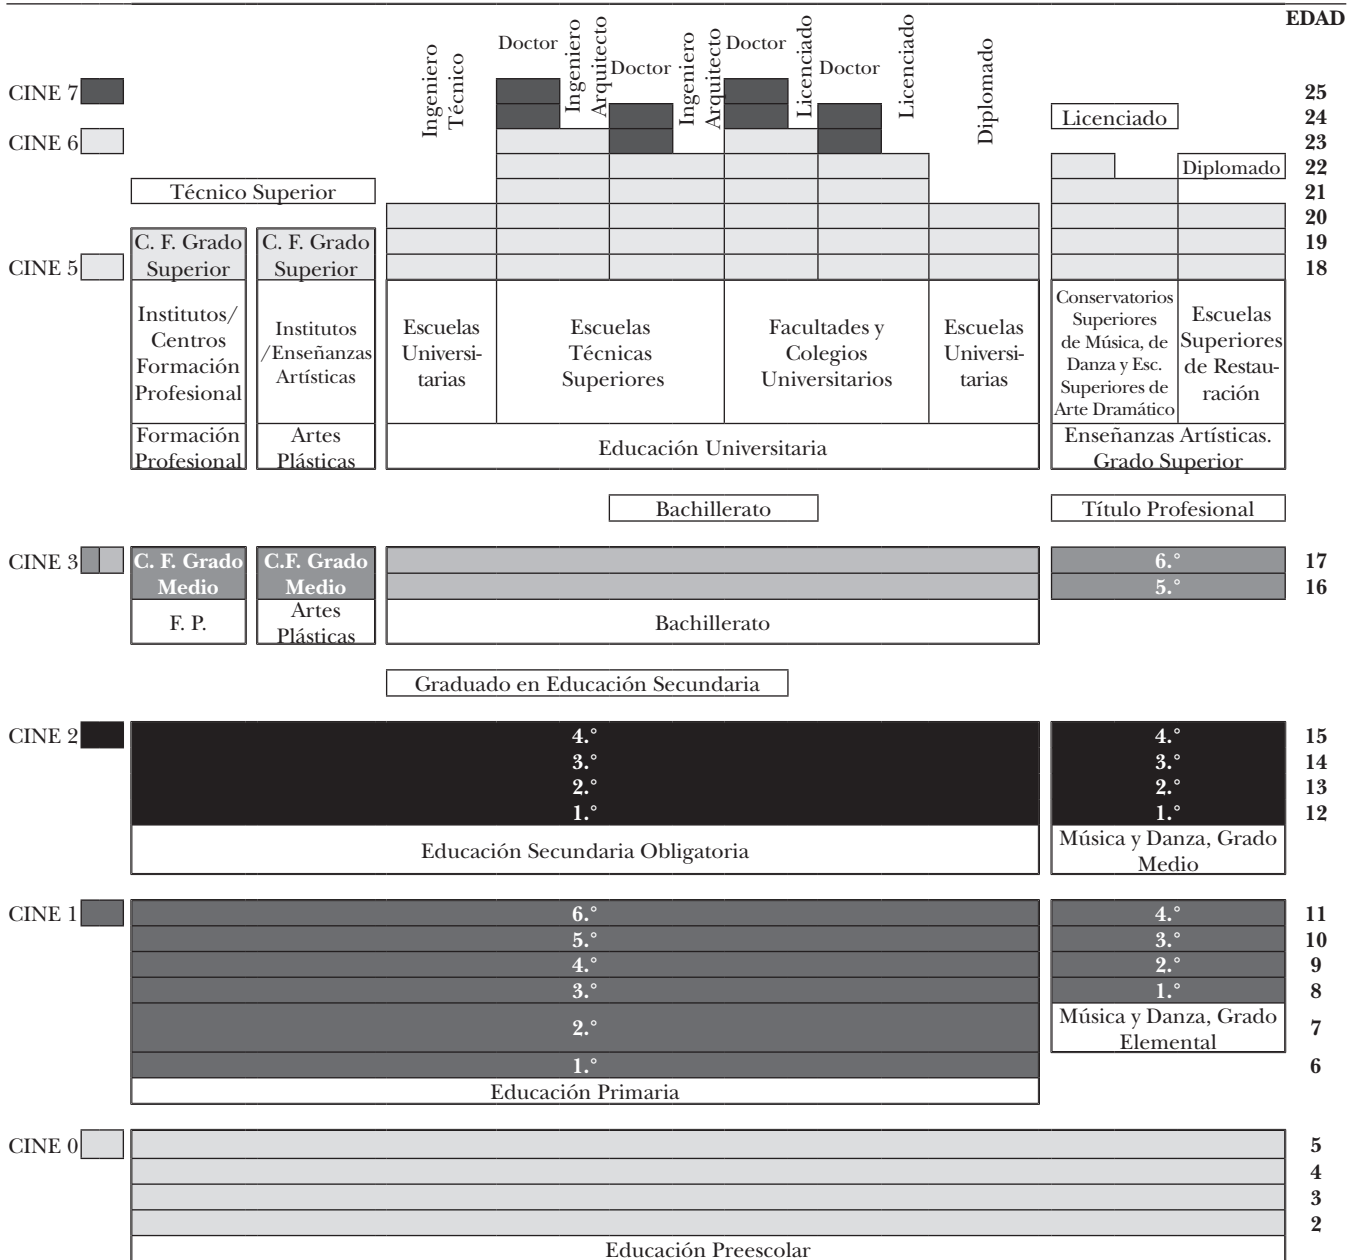 EDAD
Ingeniero
Técnico
Doctor
Ingeniero
Arquitecto
Doctor
Ingeniero
Arquitecto
Doctor
Licenciado
Doctor
Licenciado
Diplomado
CINE 7
25
24
Licenciado
CINE 6
23
22
Diplomado
Técnico Superior
21
20
C. F. Grado
Superior
C. F. Grado
Superior
19
CINE 5
18
Institutos/
Centros
Formación
Profesional
Institutos
/Enseñanzas
Artísticas
Escuelas
Universi-
tarias
Escuelas
Técnicas
Superiores
Facultades y
Colegios
Universitarios
Escuelas
Universi-
tarias
Conservatorios
Superiores
de Música, de
Danza y Esc.
Superiores de
Arte Dramático
Escuelas
Superiores
de Restau-
ración
Formación
Profesional
Artes
Plásticas
Educación Universitaria
Enseñanzas Artísticas.
Grado Superior
Bachillerato
Título Profesional
CINE 3
C. F. Grado
Medio
C.F. Grado
Medio
6.°
17
5.°
16
F. P.
Artes
Plásticas
Bachillerato
Graduado en Educación Secundaria
CINE 2
4.°
4.°
15
3.°
3.°
14
2.°
2.°
13
1.°
1.°
12
Educación Secundaria Obligatoria
Música y Danza, Grado
Medio
CINE 1
6.°
4.°
11
5.°
3.°
10
4.°
2.°
9
3.°
1.°
8
2.°
Música y Danza, Grado
Elemental
7
1.°
6
Educación Primaria
CINE 0
5
4
3
2
Educación Preescolar